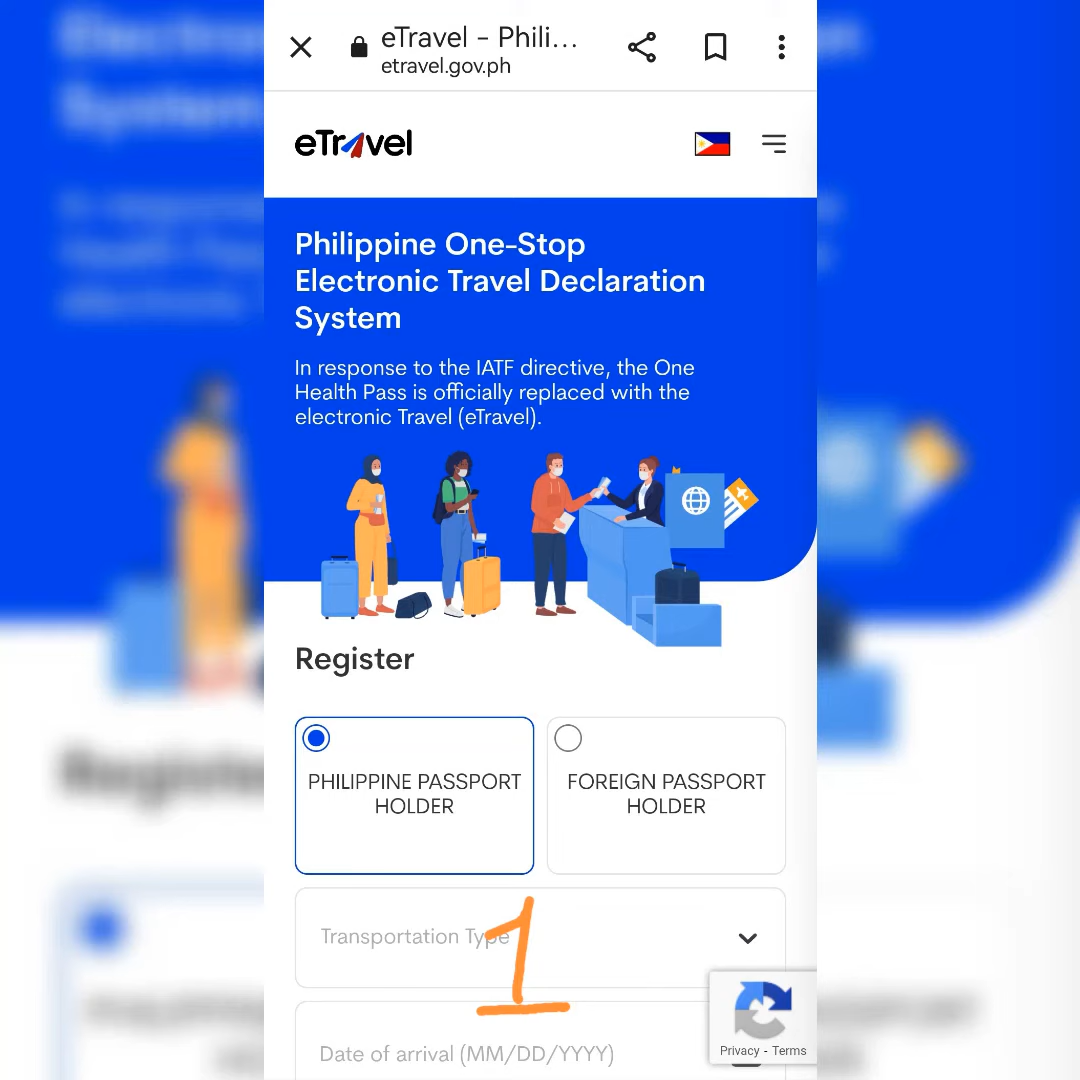 eTravel - Phili...
etravel.gov.ph
eTravel
Philippine One-Stop
Electronic Travel Declaration
System
In response to the IATF directive, the One
Health Pass is officially replaced with the
electronic Travel (eTravel).
Register
PHILIPPINE PASSPORT
HOLDER
FOREIGN PASSPORT
HOLDER
Transportation Type
1
Date of arrival (MM/DD/YYYY)
Privacy - Terms